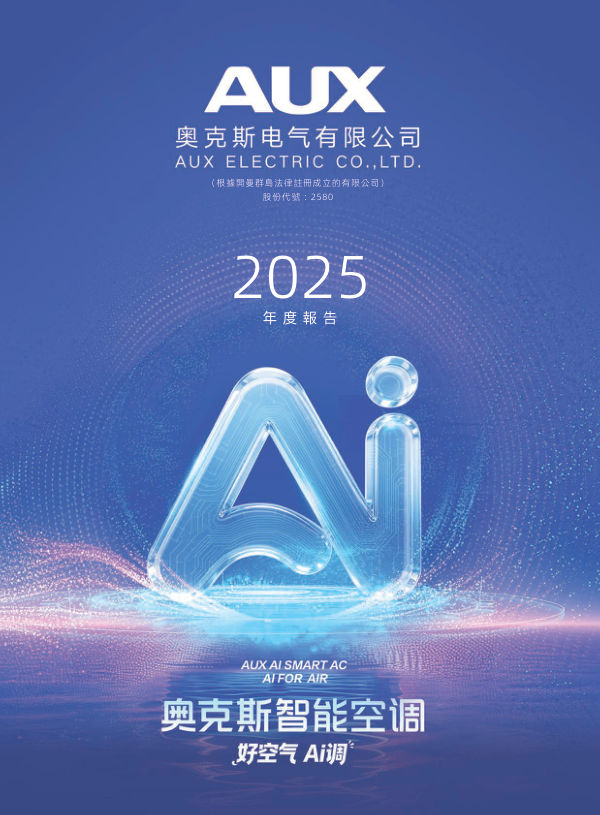 AUX
奥克斯电气有限公司
AUX ELECTRIC CO.,LTD.
（根據開曼群島法律註冊成立的有限公司）
股份代號：2580
2025
年度報告
Ai
AUX AI SMART AC
AI FOR AIR
奥克斯智能空调
好空气 Ai调